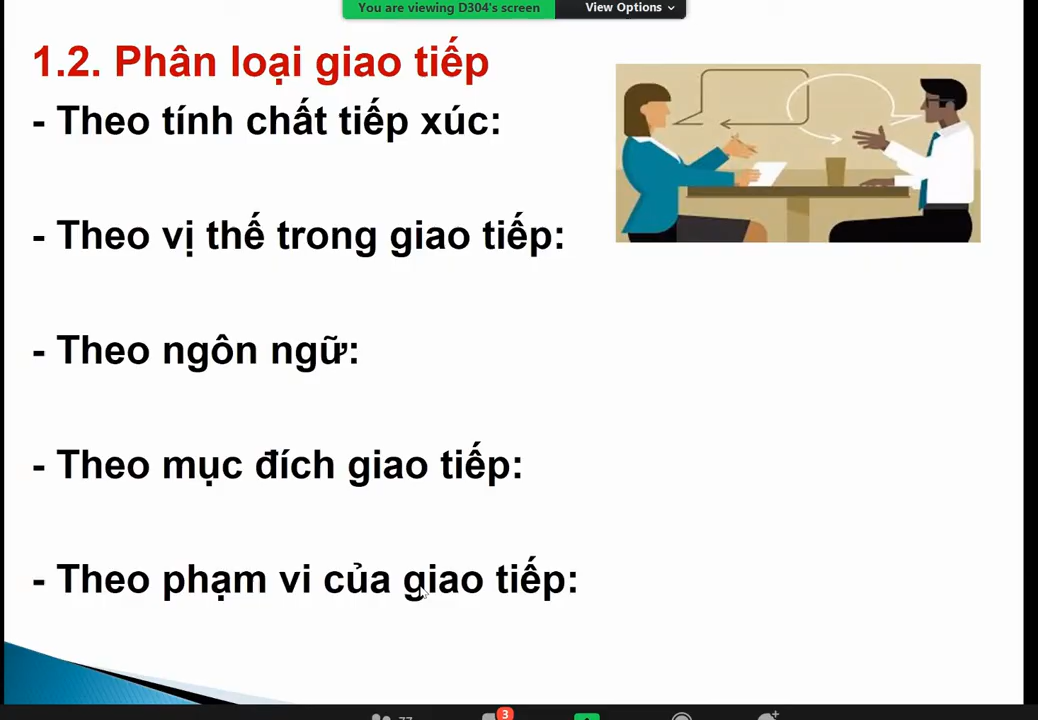 You are viewing D304's screen View Options
1.2. Phân loại giao tiếp
- Theo tính chất tiếp xúc:
- Theo vị thế trong giao tiếp:
- Theo ngôn ngữ:
- Theo mục đích giao tiếp:
- Theo phạm vi của giao tiếp:
3